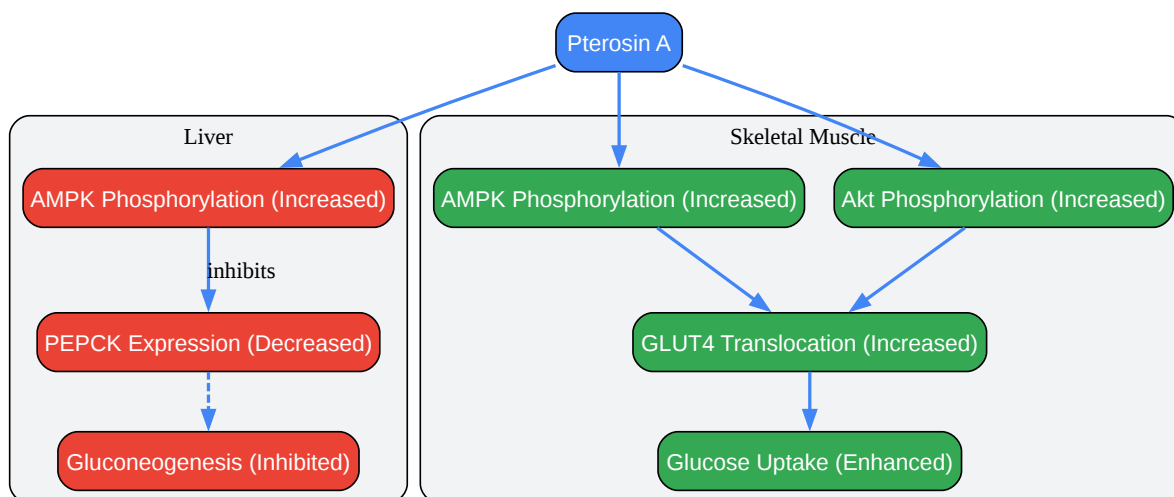 Pterosin A
Liver
Skeletal Muscle
AMPK Phosphorylation (Increased)
AMPK Phosphorylation (Increased)
Akt Phosphorylation (Increased)
inhibits
PEPCK Expression (Decreased)
GLUT4 Translocation (Increased)
Gluconeogenesis (Inhibited)
Glucose Uptake (Enhanced)